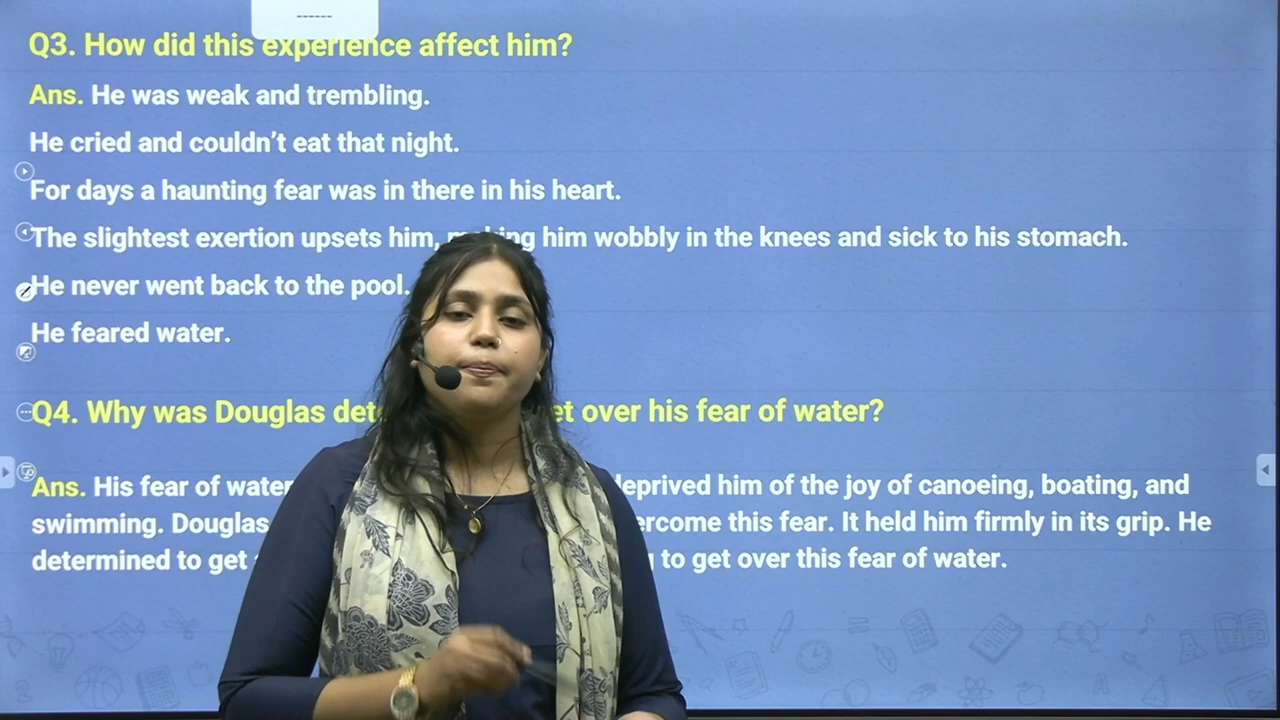 ------
Q3. How did this experience affect him?
Ans. He was weak and trembling.
He cried and couldn’t eat that night.
For days a haunting fear was in there in his heart.
The slightest exertion upsets him, making him wobbly in the knees and sick to his stomach.
He never went back to the pool.
He feared water.
Q4. Why was Douglas over his fear of water?
Ans. His fear of water deprived him of the joy of canoeing, boating, and
swimming. Douglas this fear. It held him firmly in its grip. He
determined to get to get over this fear of water.